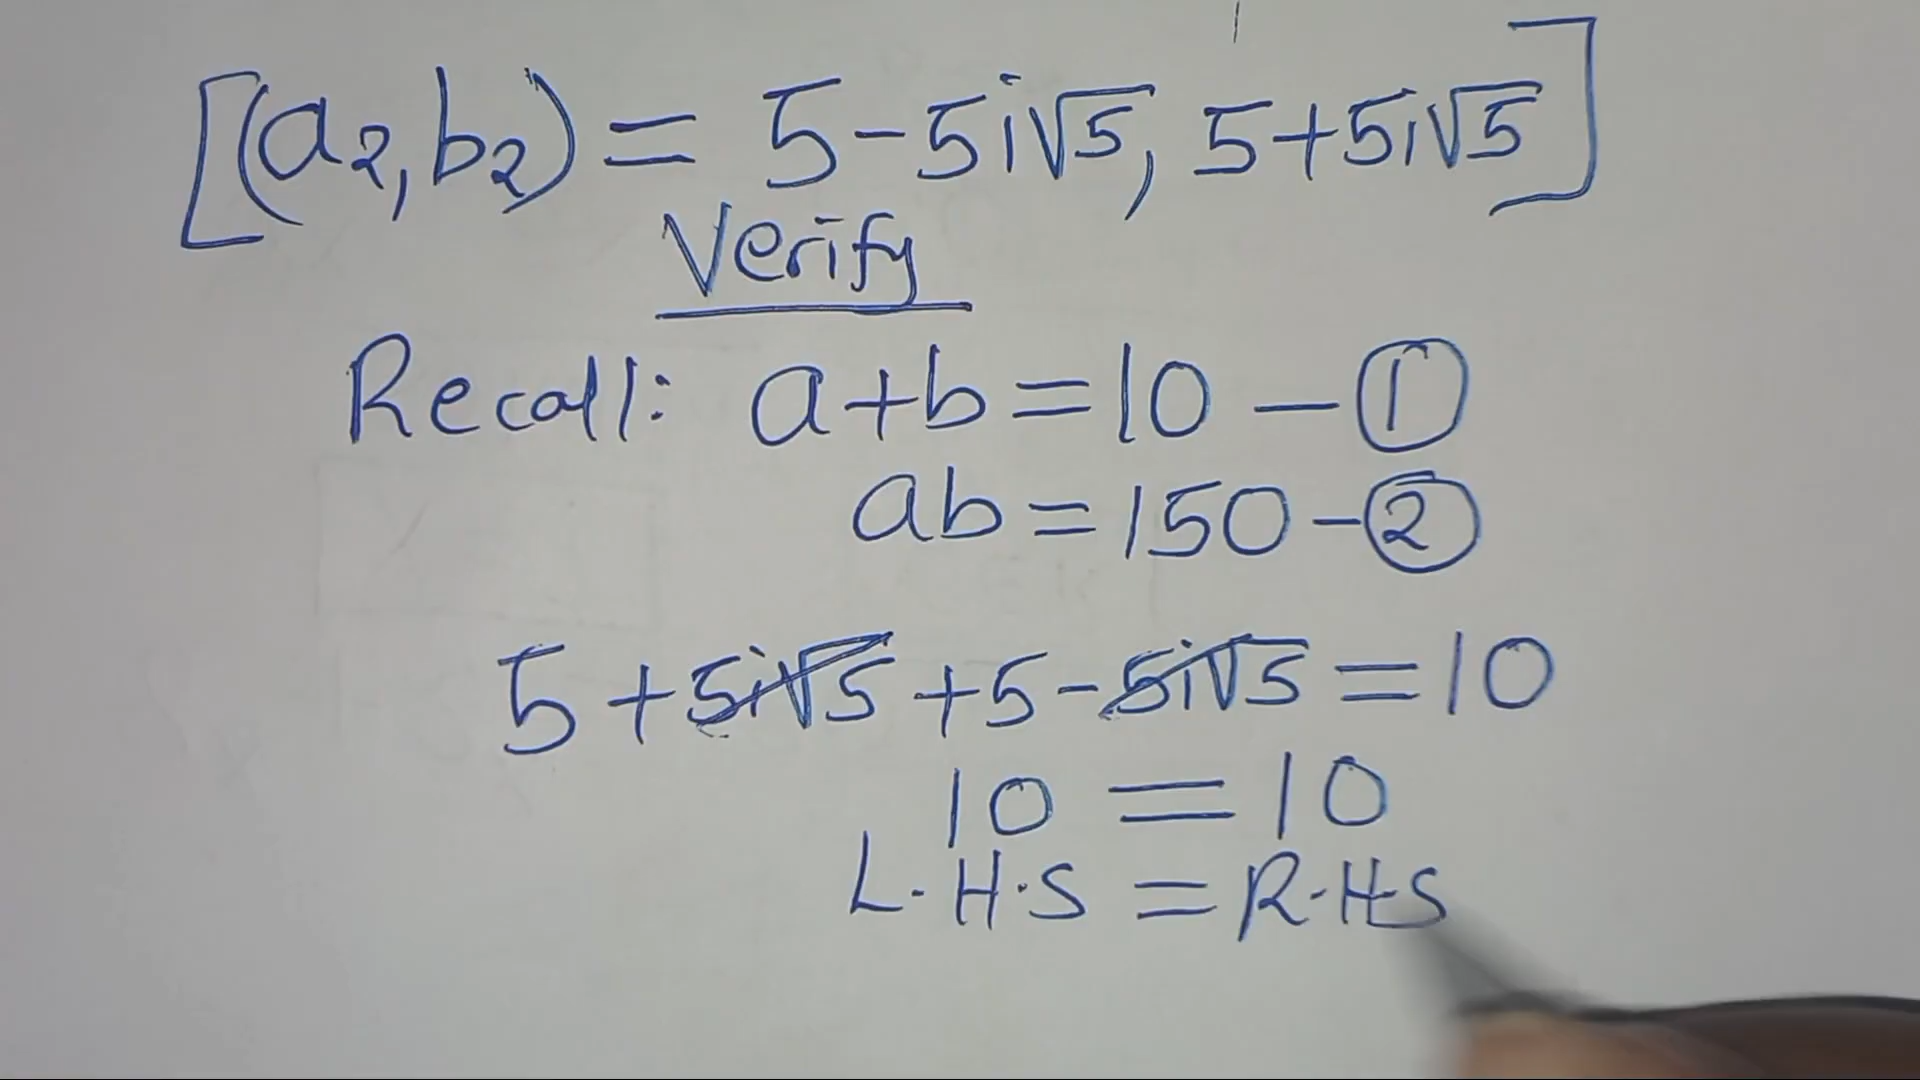 [(a₂,b₂) = 5-5i√5, 5+5i√5]
Verify
Recall: a+b=10 - ①
ab=150-②
5+5i√5+5-5i√5=10
10 = 10
L.H.S = R.H.S